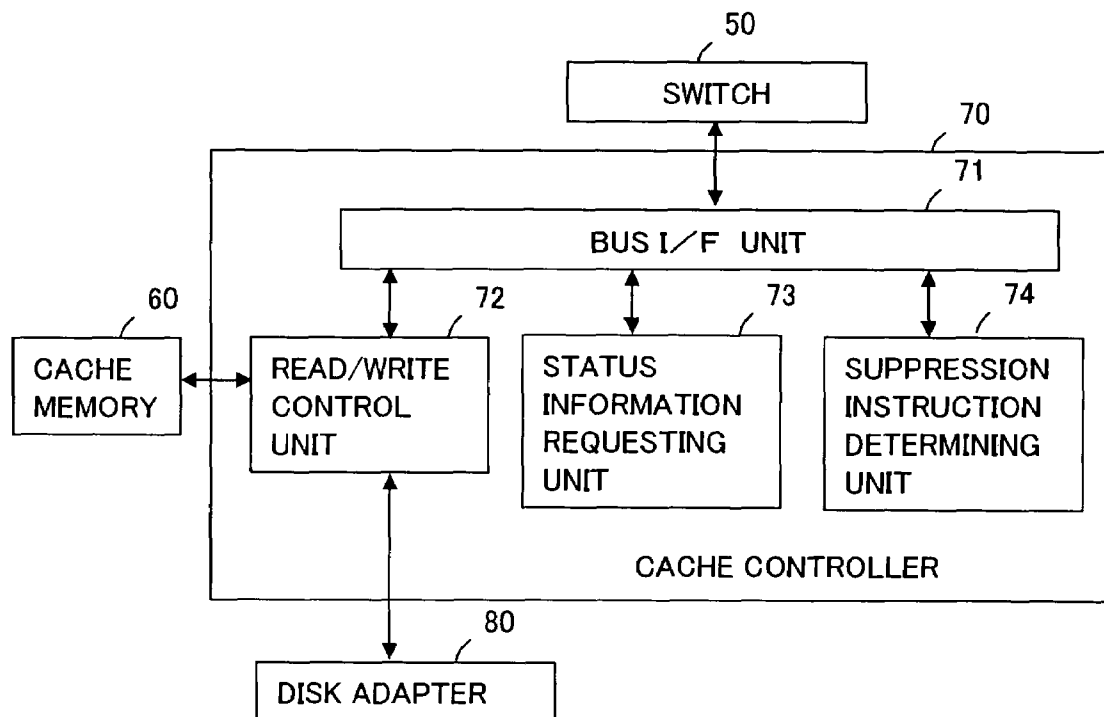 50
SWITCH
70
71
BUS I/F UNIT
60
72
73
74
CACHE
MEMORY
READ/WRITE
CONTROL
UNIT
STATUS
INFORMATION
REQUESTING
UNIT
SUPPRESSION
INSTRUCTION
DETERMINING
UNIT
CACHE CONTROLLER
80
DISK ADAPTER